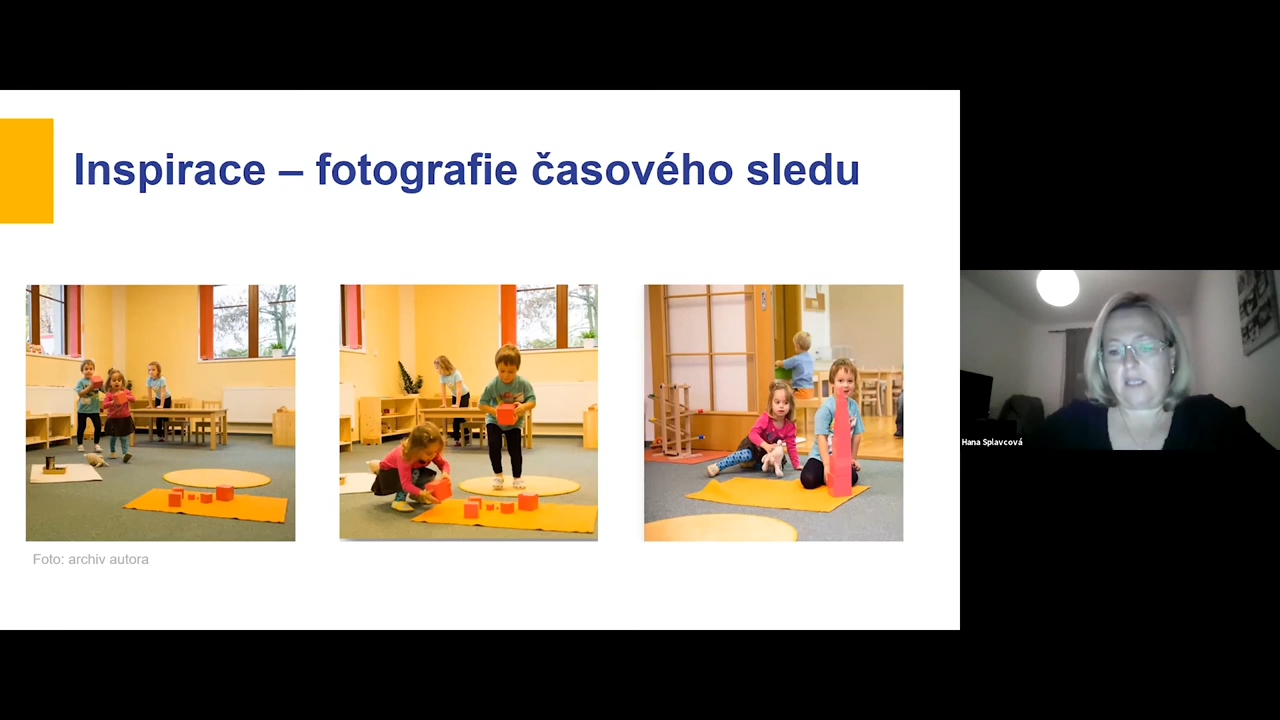 Inspirace – fotografie časového sledu
Foto: archiv autora
Hana Splavcová